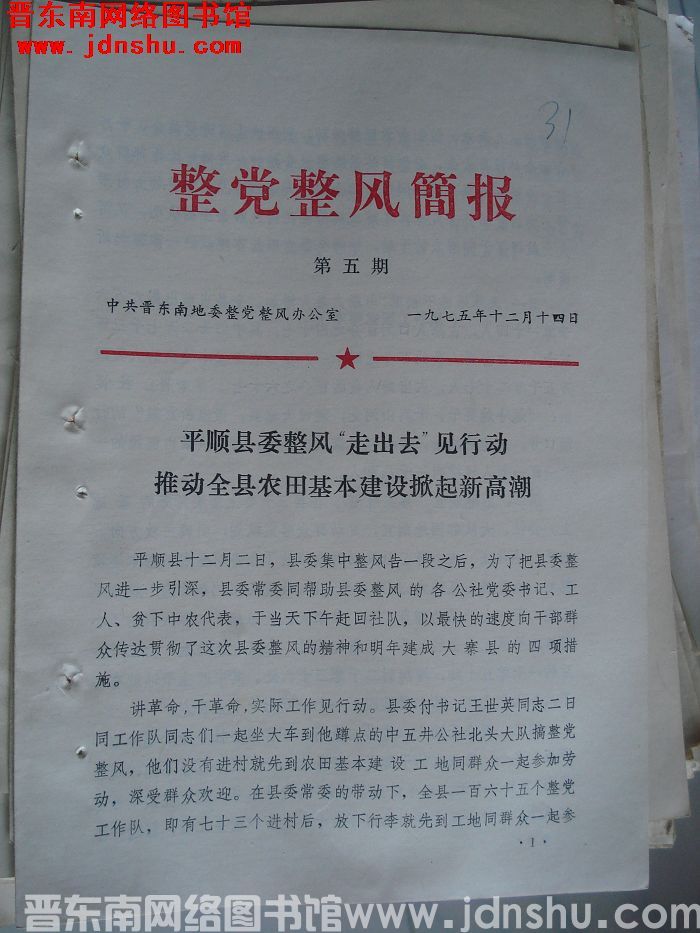 晋东南网络图书馆
www.jdnshu.com
31
整党整风簡报
第五期
中共晋东南地委整党整风办公室 一九七五年十二月十四日
平顺县委整风“走出去”见行动
推动全县农田基本建设掀起新高潮
平顺县十二月二日，县委集中整风告一段之后，为了把县委整
风进一步引深，县委常委同帮助县委整风的各公社党委书记、工
人、贫下中农代表，于当天下午赶回社队，以最快的速度向干部群
众传达贯彻了这次县委整风的精神和明年建成大寨县的四项措
施。
讲革命，干革命，实际工作见行动。县委付书记王世英同志二日
同工作队同志们一起坐大车到他蹲点的中五井公社北头大队搞整党
整风，他们没有进村就先到农田基本建设工地同群众一起参加劳
动，深受群众欢迎。在县委常委的带动下，全县一百六十五个整党
工作队，即有七十三个进村后，放下行李就先到工地同群众一起参
·1·
晋东南网络图书馆www.jdnshu.com